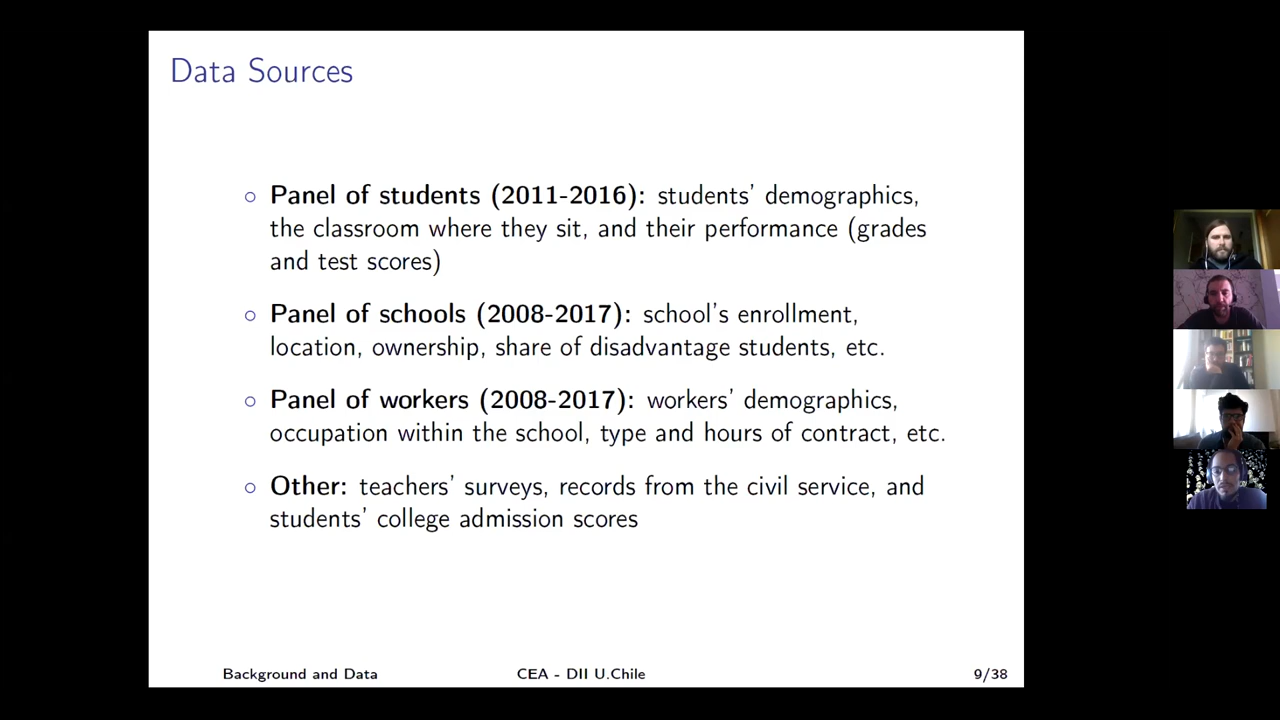 Data Sources
Panel of students (2011-2016): students' demographics,
the classroom where they sit, and their performance (grades
and test scores)
Panel of schools (2008-2017): school's enrollment,
location, ownership, share of disadvantage students, etc.
Panel of workers (2008-2017): workers' demographics,
occupation within the school, type and hours of contract, etc.
Other: teachers' surveys, records from the civil service, and
students' college admission scores
Background and Data
CEA - DII U.Chile
9/38